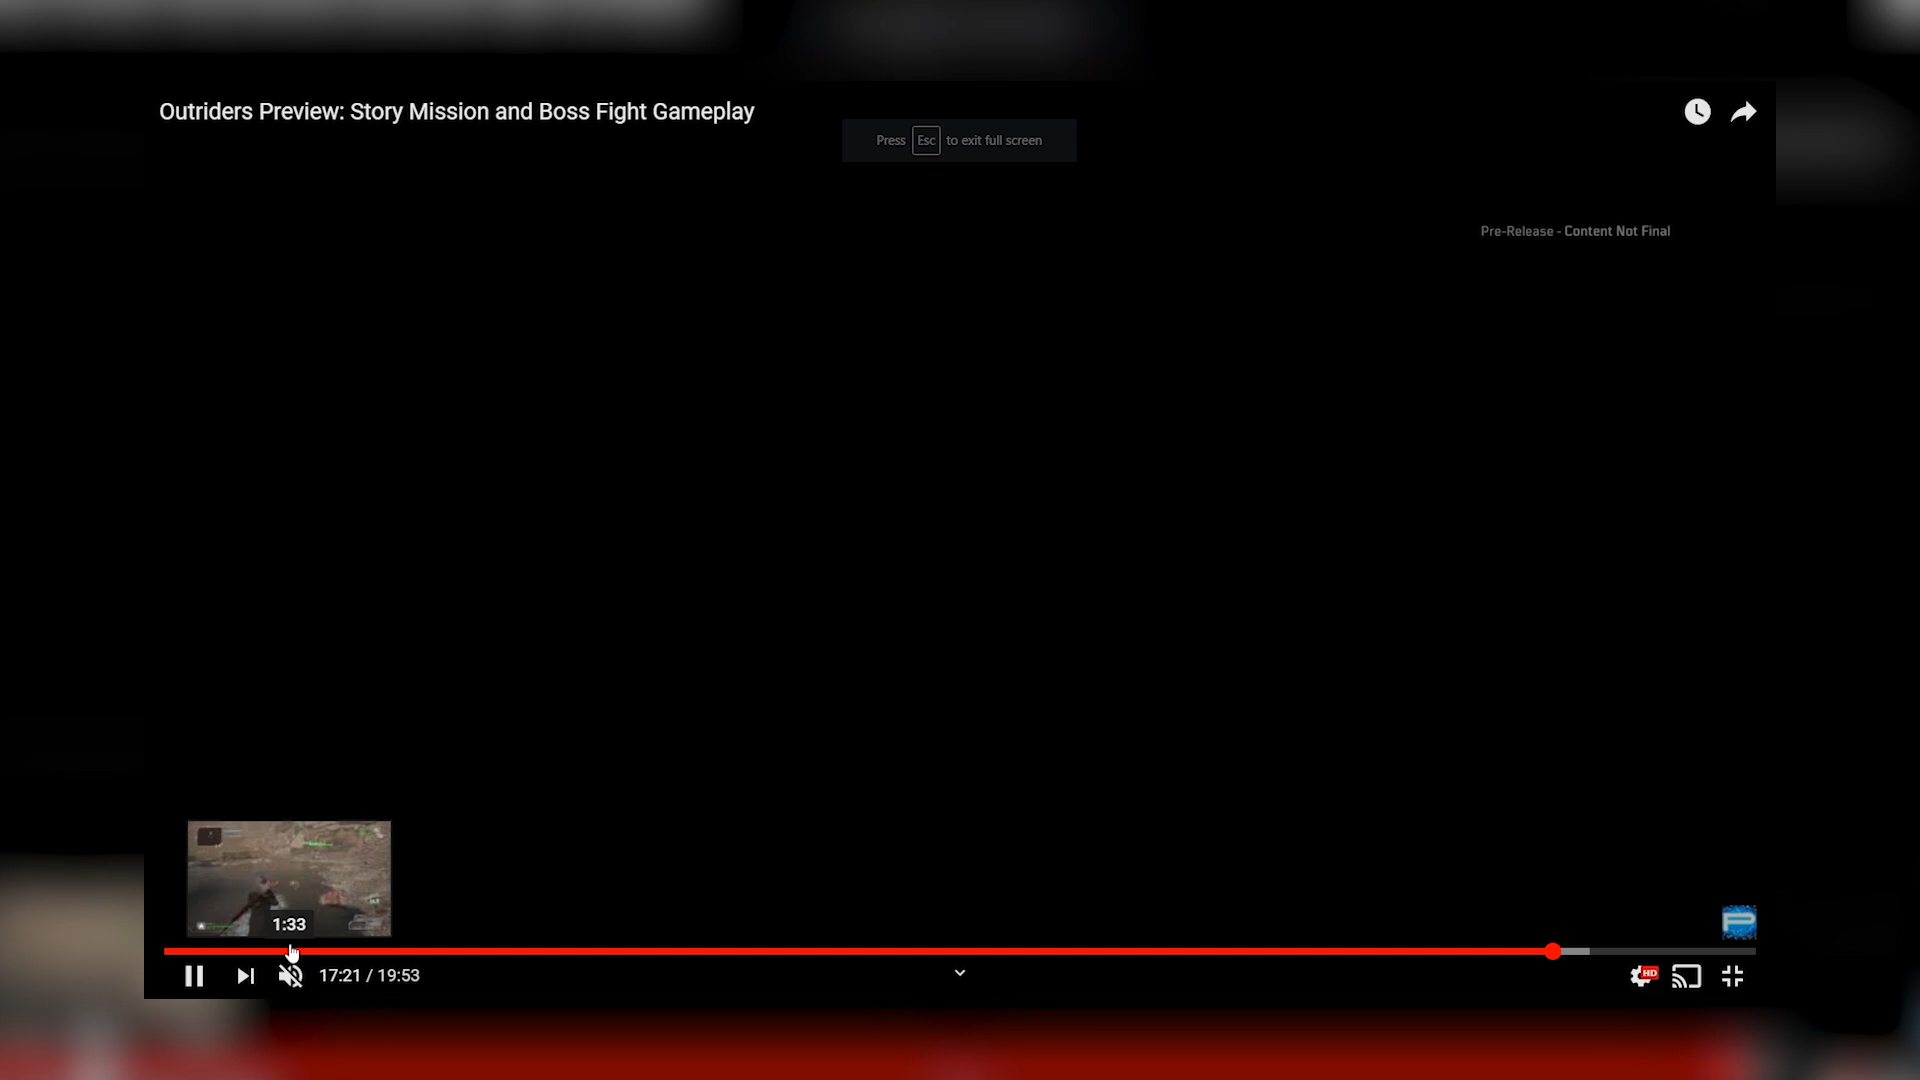 Outriders Preview: Story Mission and Boss Fight Gameplay
Press Esc to exit full screen
Pre-Release - Content Not Final
1:33
17:21 / 19:53
HD